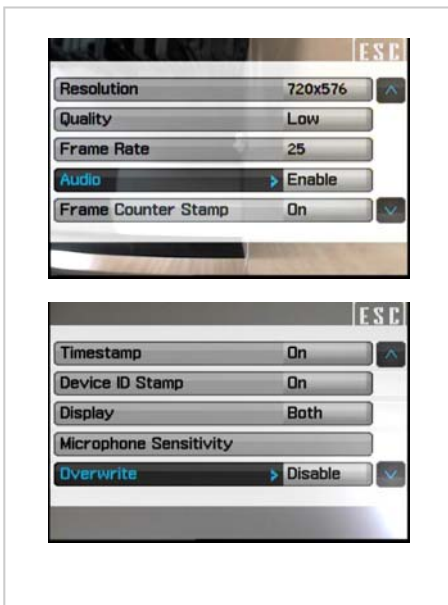 ESC
Resolution 720x576
Quality Low
Frame Rate 25
Audio > Enable
Frame Counter Stamp On
ESC
Timestamp On
Device ID Stamp On
Display Both
Microphone Sensitivity
Overwrite > Disable